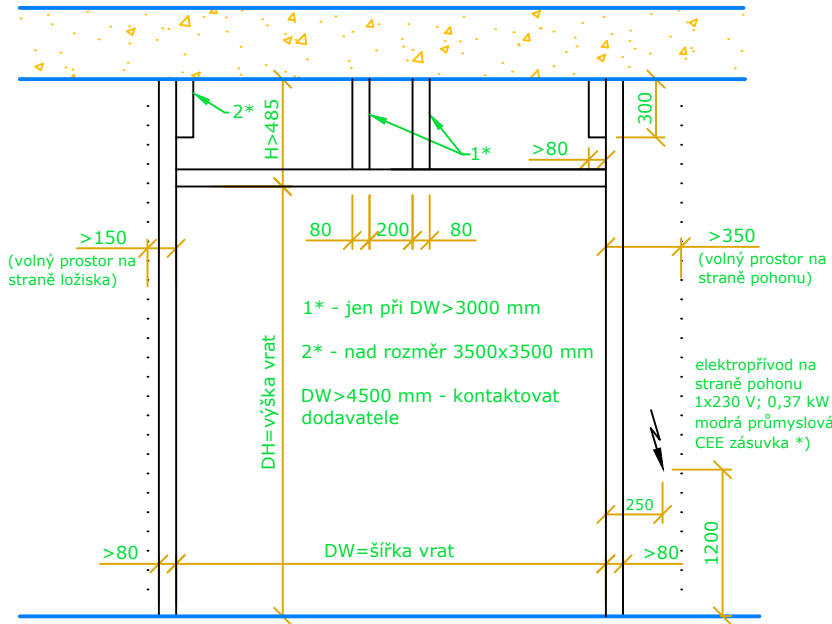 2*
H>485
1*
300
>80
80
200
80
>150
(volný prostor na
straně ložiska)
>350
(volný prostor na
straně pohonu)
1* - jen při DW>3000 mm
2* - nad rozměr 3500x3500 mm
DW>4500 mm - kontaktovat
dodavatele
DH=výška vrat
elektropřívod na
straně pohonu
1x230 V; 0,37 kW
modrá průmyslová
CEE zásuvka *)
250
1200
>80
DW=šířka vrat
>80